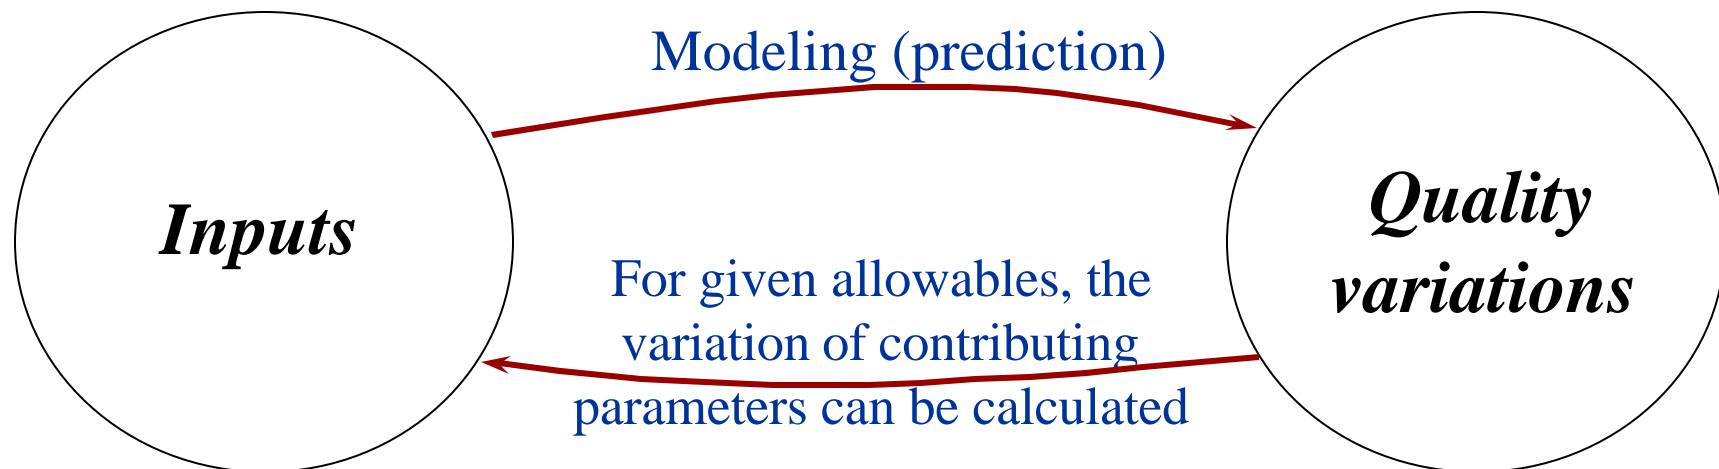 Modeling (prediction)
Inputs
Quality
variations
For given allowables, the
variation of contributing
parameters can be calculated